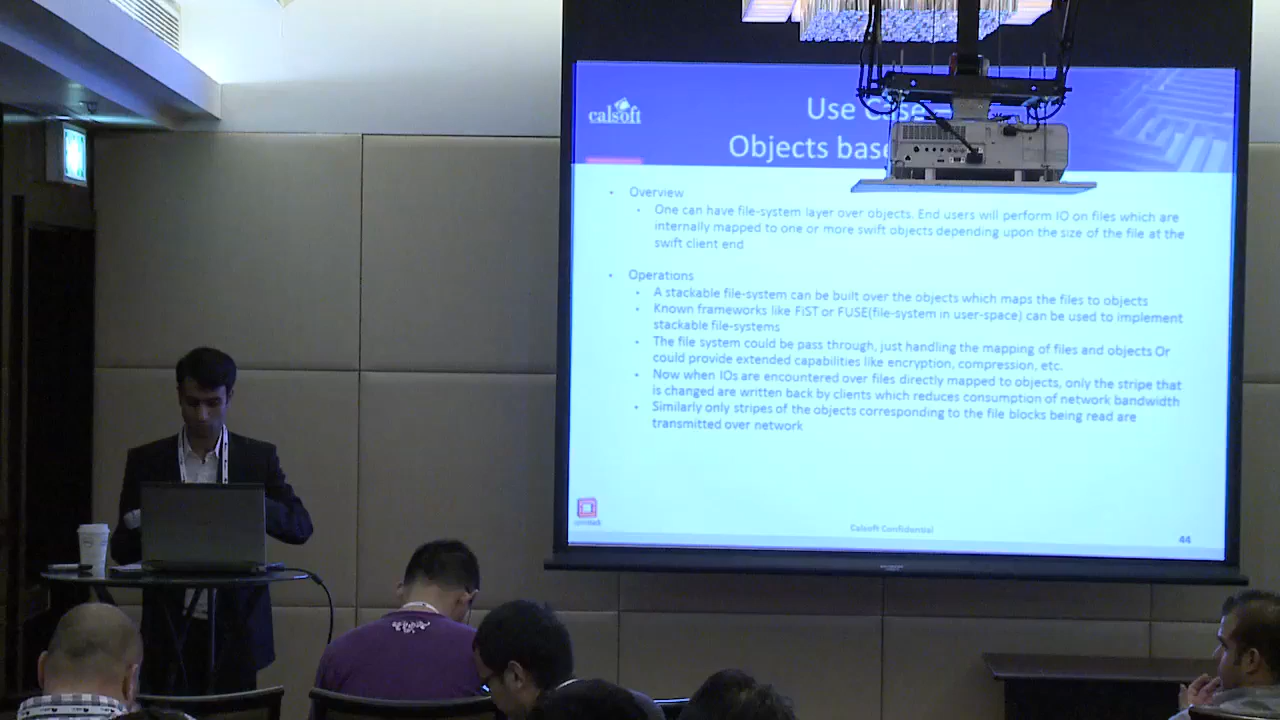 calsoft
Use Case –
Objects
Overview
One can have file-system layer over objects. End users will perform IO on files which are
internally mapped to one or more swift objects depending upon the size of the file at the
swift client end
Operations
A stackable file-system can be built over the objects which maps the files to objects
Known frameworks like FiST or FUSE(file-system in user-space) can be used to implement
stackable file-systems
The file system could be pass through, just handling the mapping of files and objects Or
could provide extended capabilities like encryption, compression, etc.
Now when IOs are encountered over files directly mapped to objects, only the stripe that
is changed are written back by clients which reduces consumption of network bandwidth
Similarly only stripes of the objects corresponding to the file blocks being read are
transmitted over network
openstack
Calsoft Confidential
44